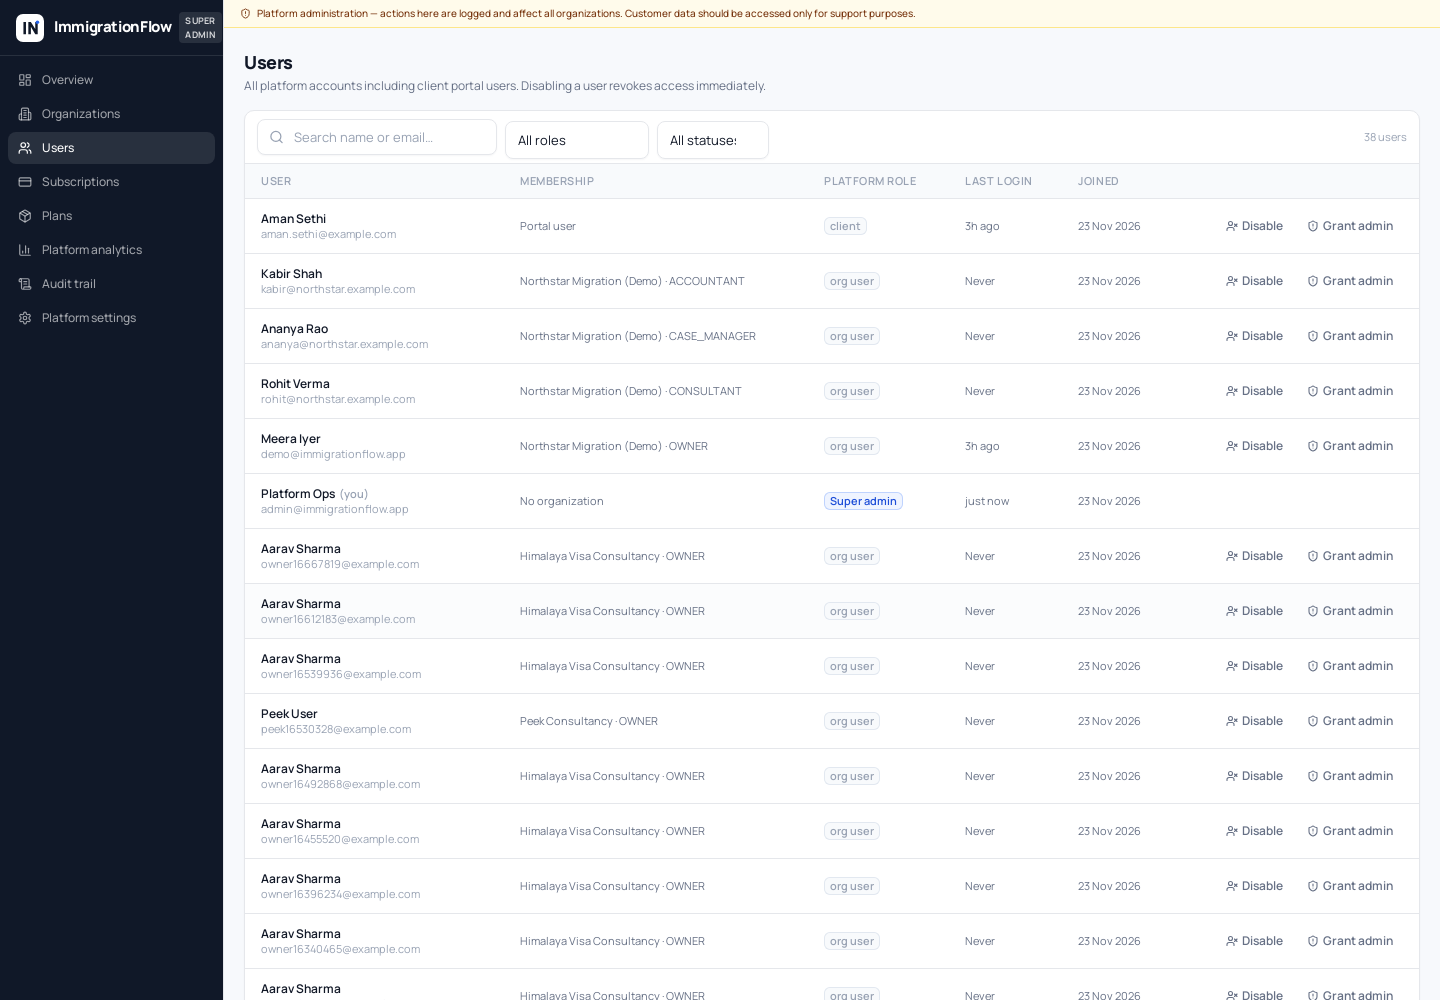 IN ImmigrationFlow SUPER ADMIN
Overview
Organizations
Users
Subscriptions
Plans
Platform analytics
Audit trail
Platform settings
Platform administration — actions here are logged and affect all organizations. Customer data should be accessed only for support purposes.
Users
All platform accounts including client portal users. Disabling a user revokes access immediately.
Search name or email... All roles All statuses 38 users
USER MEMBERSHIP PLATFORM ROLE LAST LOGIN JOINED
Aman Sethi
aman.sethi@example.com
Portal user client 3h ago 23 Nov 2026 Disable Grant admin
Kabir Shah
kabir@northstar.example.com
Northstar Migration (Demo) · ACCOUNTANT org user Never 23 Nov 2026 Disable Grant admin
Ananya Rao
ananya@northstar.example.com
Northstar Migration (Demo) · CASE_MANAGER org user Never 23 Nov 2026 Disable Grant admin
Rohit Verma
rohit@northstar.example.com
Northstar Migration (Demo) · CONSULTANT org user Never 23 Nov 2026 Disable Grant admin
Meera Iyer
demo@immigrationflow.app
Northstar Migration (Demo) · OWNER org user 3h ago 23 Nov 2026 Disable Grant admin
Platform Ops (you)
admin@immigrationflow.app
No organization Super admin just now 23 Nov 2026
Aarav Sharma
owner16667819@example.com
Himalaya Visa Consultancy · OWNER org user Never 23 Nov 2026 Disable Grant admin
Aarav Sharma
owner16612183@example.com
Himalaya Visa Consultancy · OWNER org user Never 23 Nov 2026 Disable Grant admin
Aarav Sharma
owner16539936@example.com
Himalaya Visa Consultancy · OWNER org user Never 23 Nov 2026 Disable Grant admin
Peek User
peek16530328@example.com
Peek Consultancy · OWNER org user Never 23 Nov 2026 Disable Grant admin
Aarav Sharma
owner16492868@example.com
Himalaya Visa Consultancy · OWNER org user Never 23 Nov 2026 Disable Grant admin
Aarav Sharma
owner16455520@example.com
Himalaya Visa Consultancy · OWNER org user Never 23 Nov 2026 Disable Grant admin
Aarav Sharma
owner16396234@example.com
Himalaya Visa Consultancy · OWNER org user Never 23 Nov 2026 Disable Grant admin
Aarav Sharma
owner16340465@example.com
Himalaya Visa Consultancy · OWNER org user Never 23 Nov 2026 Disable Grant admin
Aarav Sharma
Himalaya Visa Consultancy · OWNER org user Never 23 Nov 2026 Disable Grant admin